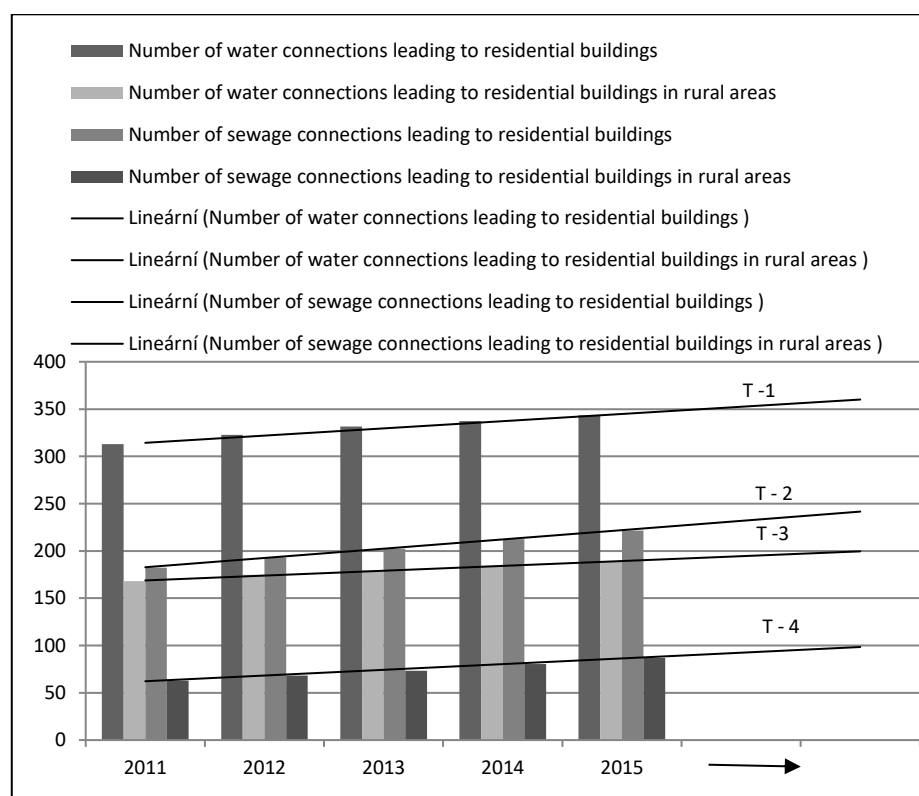 Number of water connections leading to residential buildings
Number of water connections leading to residential buildings in rural areas
Number of sewage connections leading to residential buildings
Number of sewage connections leading to residential buildings in rural areas
Lineární (Number of water connections leading to residential buildings )
Lineární (Number of water connections leading to residential buildings in rural areas )
Lineární (Number of sewage connections leading to residential buildings )
Lineární (Number of sewage connections leading to residential buildings in rural areas )
400
T -1
350
300
T - 2
250
T -3
200
150
T - 4
100
50
0
2011 2012 2013 2014 2015